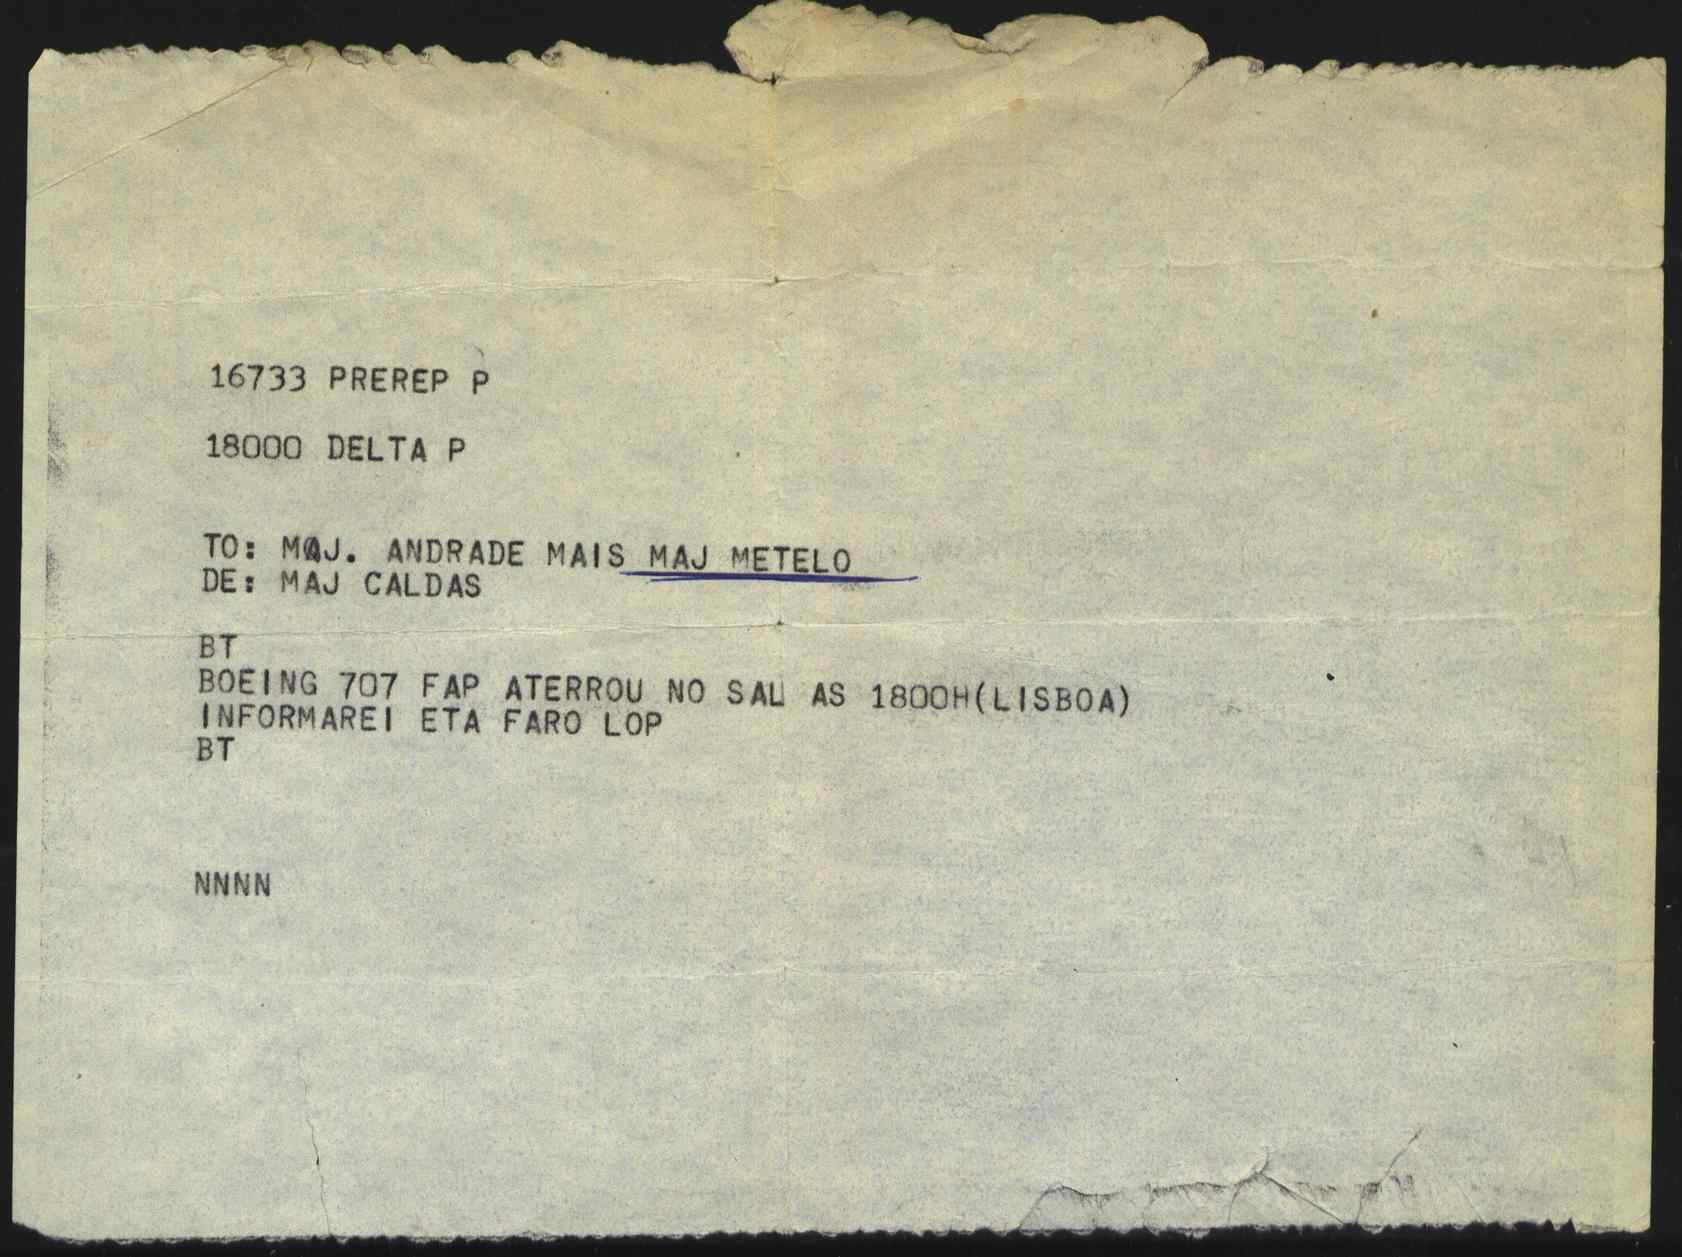 16733 PREREP P
18000 DELTA P
TO: MAJ. ANDRADE MAIS MAJ METELO
DE: MAJ CALDAS
BT
BOEING 707 FAP ATERROU NO SAL AS 1800H(LISBOA)
INFORMAREI ETA FARO LOP
BT
NNNN